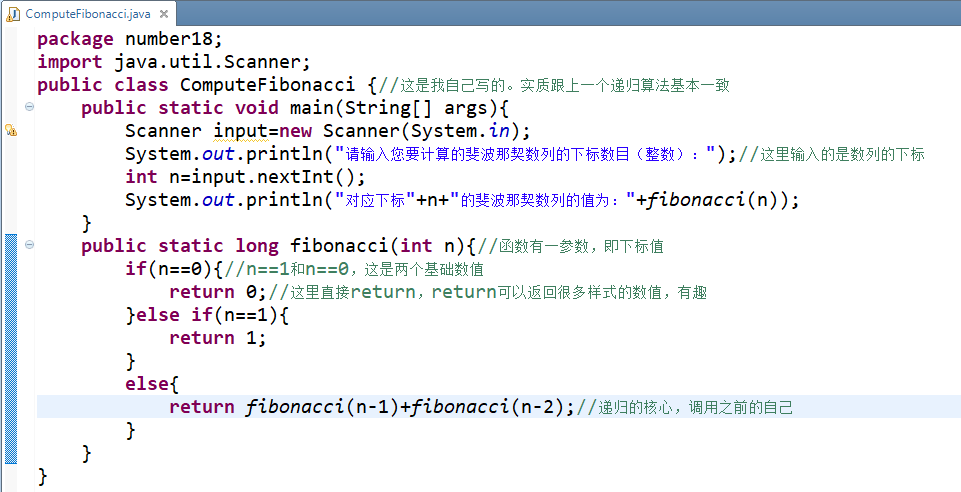 ComputeFibonacci.java
package number18;
import java.util.Scanner;
public class ComputeFibonacci {//这是我自己写的。实质跟上一个递归算法基本一致
    public static void main(String[] args){
        Scanner input=new Scanner(System.in);
        System.out.println("请输入您要计算的斐波那契数列的下标数目（整数）：");//这里输入的是数列的下标
        int n=input.nextInt();
        System.out.println("对应下标"+n+"的斐波那契数列的值为："+fibonacci(n));
    }
    public static long fibonacci(int n){//函数有一参数，即下标值
        if(n==0){//n==1和n==0，这是两个基础数值
            return 0;//这里直接return，return可以返回很多样式的数值，有趣
        }else if(n==1){
            return 1;
        }
        else{
            return fibonacci(n-1)+fibonacci(n-2);//递归的核心，调用之前的自己
        }
    }
}